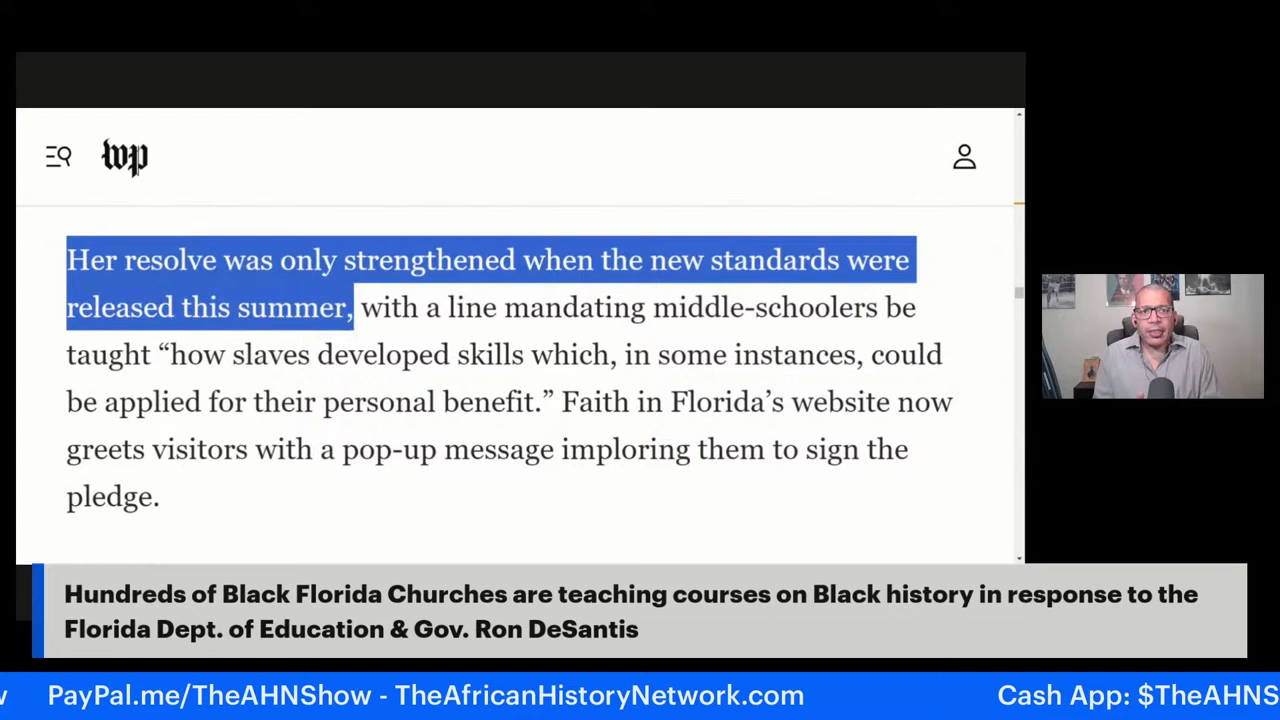 wp
Her resolve was only strengthened when the new standards were
released this summer, with a line mandating middle-schoolers be
taught “how slaves developed skills which, in some instances, could
be applied for their personal benefit.” Faith in Florida’s website now
greets visitors with a pop-up message imploring them to sign the
pledge.
Hundreds of Black Florida Churches are teaching courses on Black history in response to the
Florida Dept. of Education & Gov. Ron DeSantis
PayPal.me/TheAHNShow - TheAfricanHistoryNetwork.com Cash App: $TheAHNS